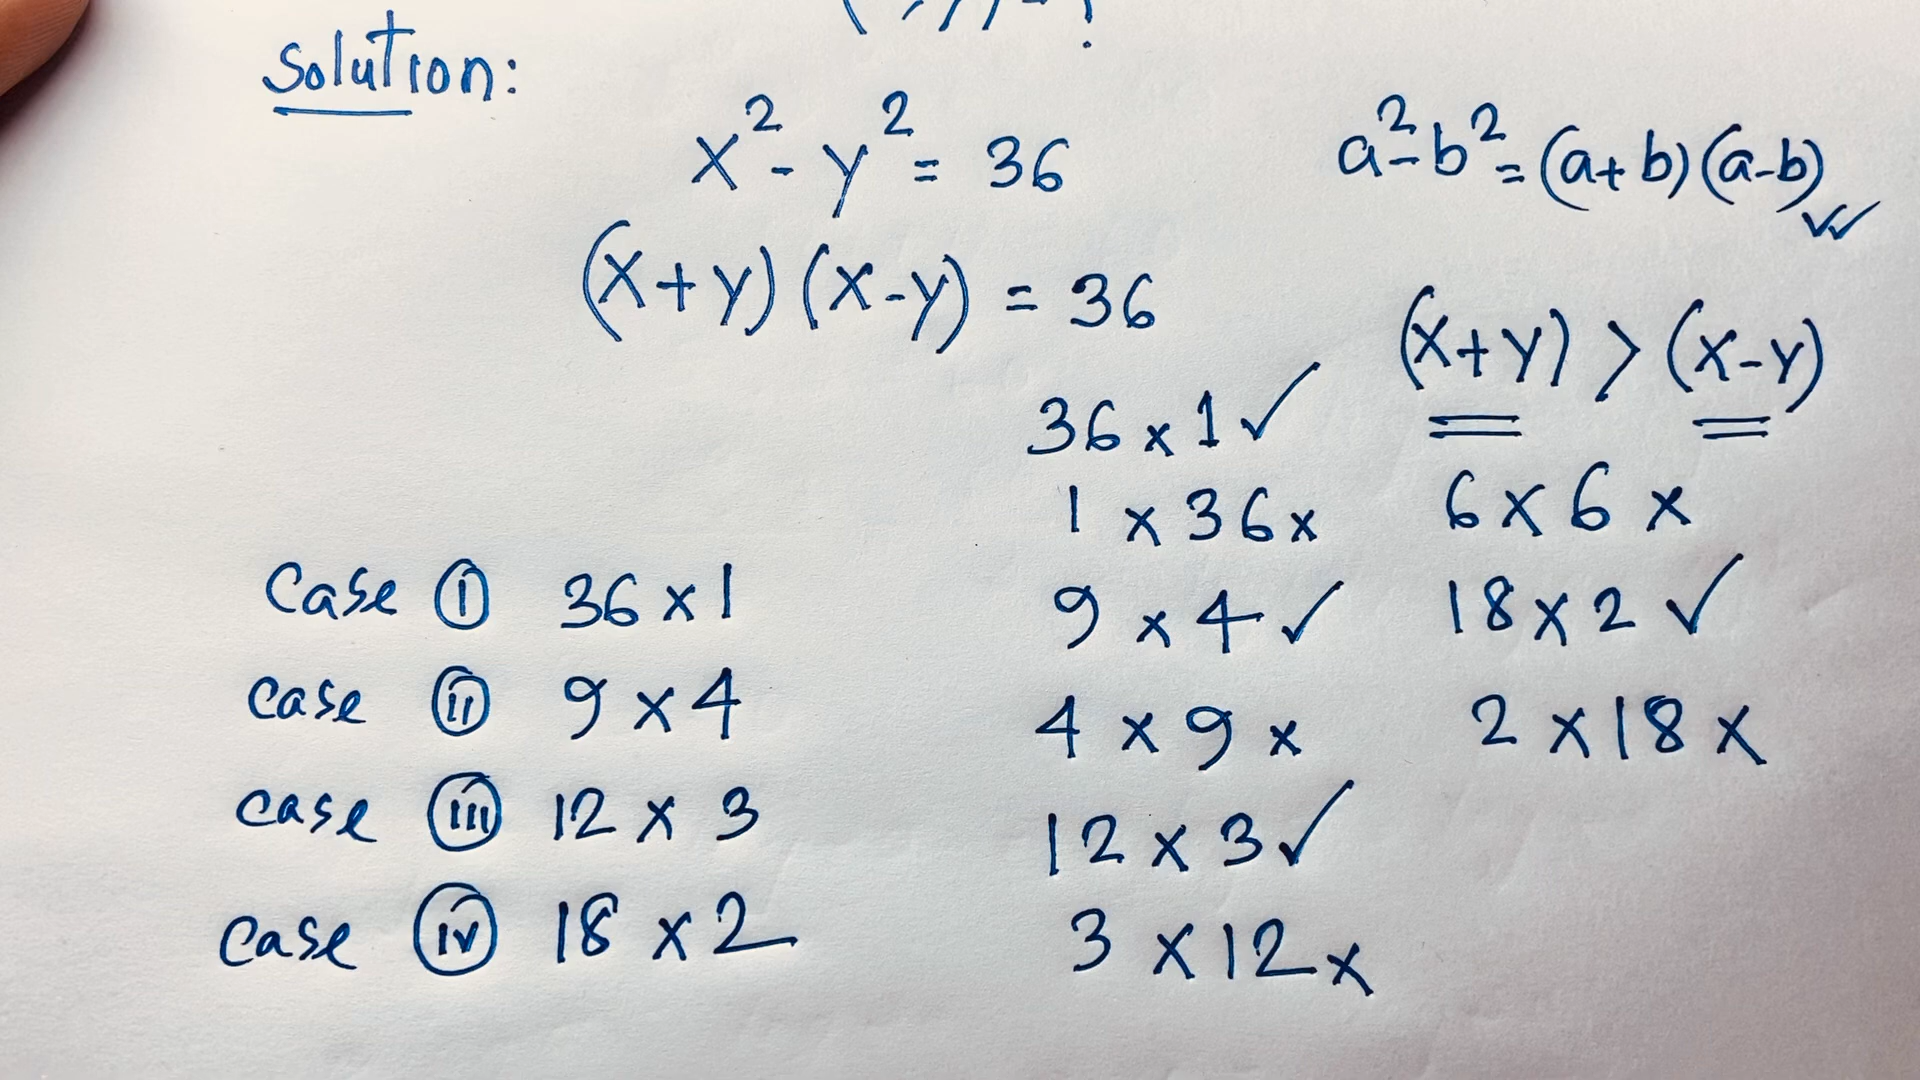 Solution:
x² - y² = 36
a² - b² = (a+b)(a-b) ✓✓
(x+y)(x-y) = 36
(x+y) > (x-y)
36 x 1 ✓
1 x 36 x
6 x 6 x
Case (i) 36 x 1
9 x 4 ✓
18 x 2 ✓
case (ii) 9 x 4
4 x 9 x
2 x 18 x
case (iii) 12 x 3
12 x 3 ✓
case (iv) 18 x 2
3 x 12 x